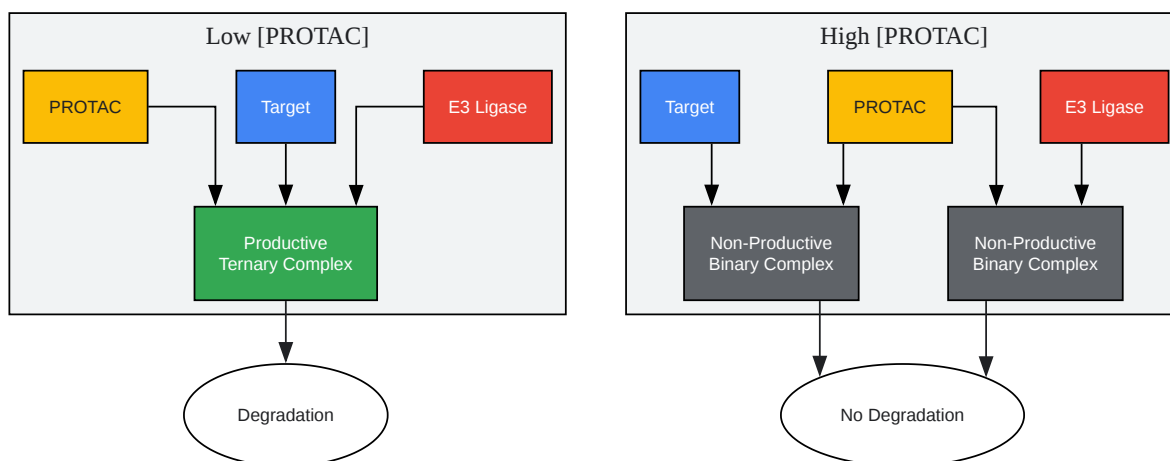 Low [PROTAC]
PROTAC
Target
E3 Ligase
Productive
Ternary Complex
Degradation
High [PROTAC]
Target
PROTAC
E3 Ligase
Non-Productive
Binary Complex
Non-Productive
Binary Complex
No Degradation